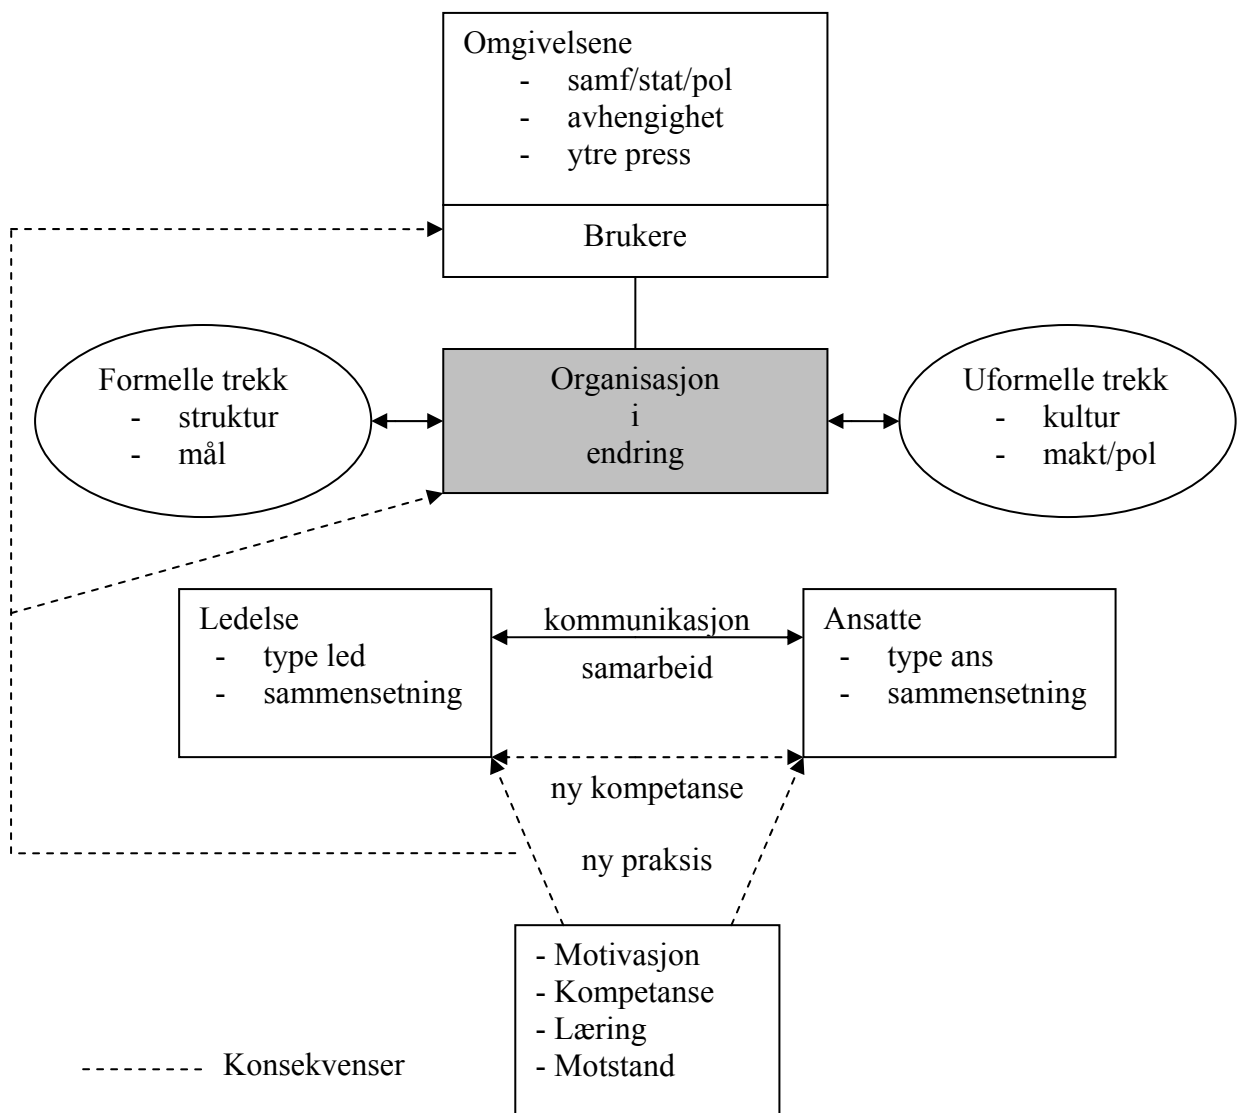 Omgivelsene
- samf/stat/pol
- avhengighet
- ytre press
Brukere
Formelle trekk
- struktur
- mål
Organisasjon
i
endring
Uformelle trekk
- kultur
- makt/pol
Ledelse
- type led
- sammensetning
kommunikasjon
samarbeid
Ansatte
- type ans
- sammensetning
ny kompetanse
ny praksis
- Motivasjon
- Kompetanse
- Læring
- Motstand
Konsekvenser